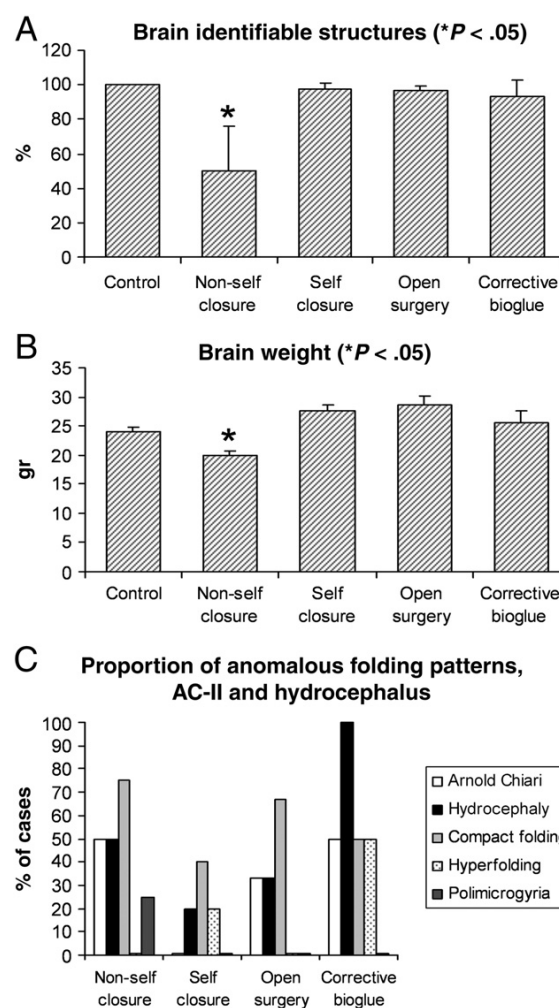 A
Brain identifiable structures (*P < .05)
120
100
80
60
40
20
0
%
*
Control
Non-self closure
Self closure
Open surgery
Corrective bioglue
B
Brain weight (*P < .05)
35
30
25
20
15
10
5
0
gr
*
Control
Non-self closure
Self closure
Open surgery
Corrective bioglue
C
Proportion of anomalous folding patterns,
AC-II and hydrocephalus
100
90
80
70
60
50
40
30
20
10
0
% of cases
Non-self closure
Self closure
Open surgery
Corrective bioglue
Arnold Chiari
Hydrocephaly
Compact folding
Hyperfolding
Polimicrogyria